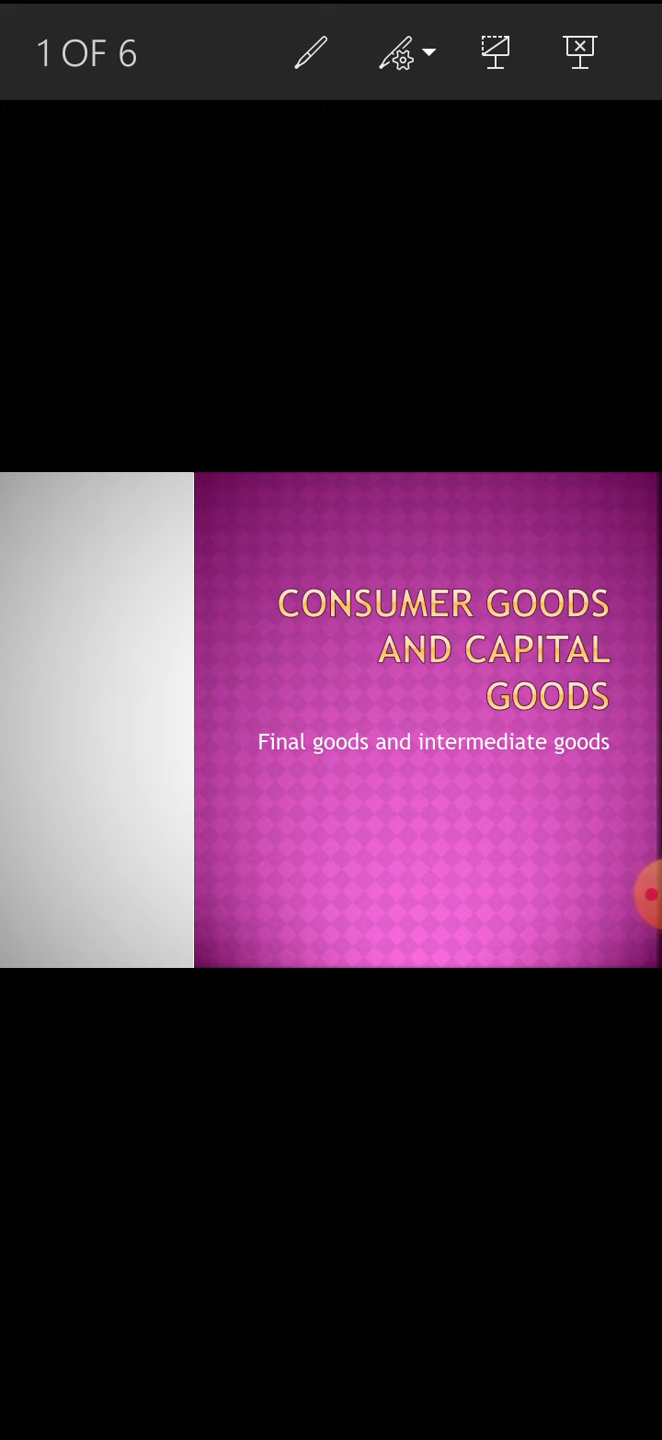 1 OF 6
CONSUMER GOODS
AND CAPITAL
GOODS
Final goods and intermediate goods